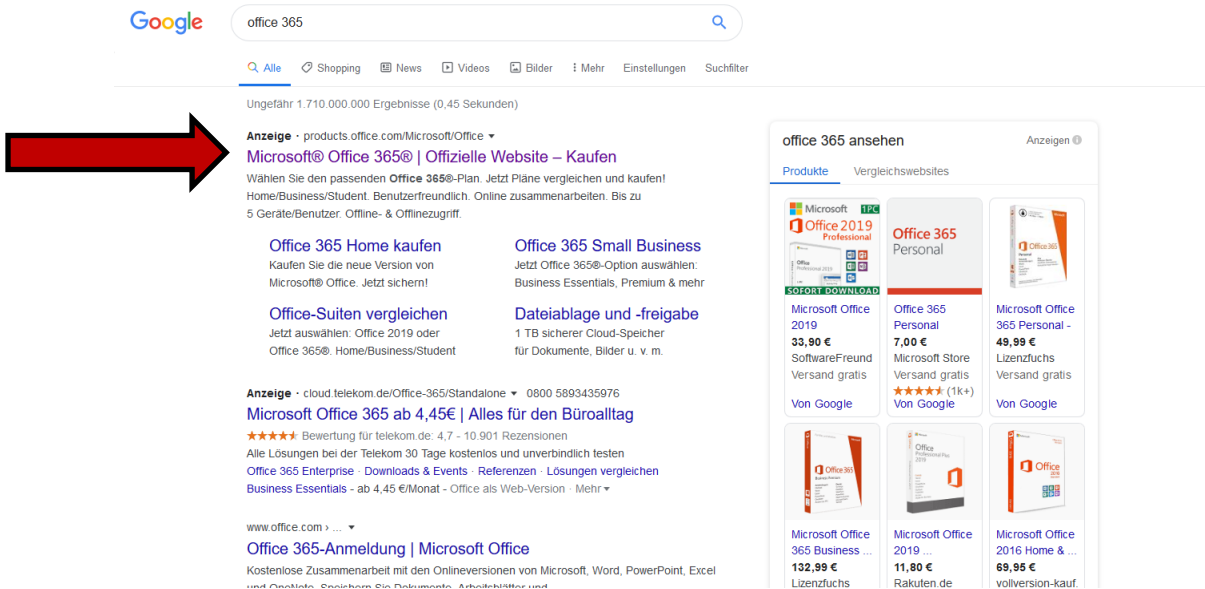 Google
office 365
Alle Shopping News Videos Bilder Mehr Einstellungen Suchfilter
Ungefähr 1.710.000.000 Ergebnisse (0,45 Sekunden)
Anzeige · products.office.com/Microsoft/Office
Microsoft® Office 365® | Offizielle Website – Kaufen
Wählen Sie den passenden Office 365®-Plan. Jetzt Pläne vergleichen und kaufen!
Home/Business/Student. Benutzerfreundlich. Online zusammenarbeiten. Bis zu
5 Geräte/Benutzer. Offline- & Offlinezugriff.
Office 365 Home kaufen
Kaufen Sie die neue Version von
Microsoft® Office. Jetzt sichern!
Office 365 Small Business
Jetzt Office 365®-Option auswählen:
Business Essentials, Premium & mehr
Office-Suiten vergleichen
Jetzt auswählen: Office 2019 oder
Office 365®. Home/Business/Student
Dateiablage und -freigabe
1 TB sicherer Cloud-Speicher
für Dokumente, Bilder u. v. m.
Anzeige · cloud.telekom.de/Office-365/Standalone 0800 5893435976
Microsoft Office 365 ab 4,45€ | Alles für den Büroalltag
Bewertung für telekom.de: 4,7 - 10.901 Rezensionen
Alle Lösungen bei der Telekom 30 Tage kostenlos und unverbindlich testen
Office 365 Enterprise · Downloads & Events · Referenzen · Lösungen vergleichen
Business Essentials - ab 4,45 €/Monat - Office als Web-Version · Mehr
www.office.com › ...
Office 365-Anmeldung | Microsoft Office
Kostenlose Zusammenarbeit mit den Onlineversionen von Microsoft, Word, PowerPoint, Excel
und OneNote. Speichern Sie Dokumente, Arbeitsblätter und
office 365 ansehen
Anzeigen
Produkte Vergleichswebsites
Microsoft 1PC
Office 2019
Professional
SOFORT DOWNLOAD
Microsoft Office
2019
33,90 €
SoftwareFreund
Versand gratis
Von Google
Office 365
Personal
Office 365
Personal
7,00 €
Microsoft Store
Versand gratis
(1k+)
Von Google
Office 365
Microsoft Office
365 Personal -
49,99 €
Lizenzfuchs
Versand gratis
Von Google
Office 365
Microsoft Office
365 Business ...
132,99 €
Lizenzfuchs
Office
Microsoft Office
2019 ...
11,80 €
Rakuten.de
Office
Microsoft Office
2016 Home & ...
69,95 €
vollversion-kauf.